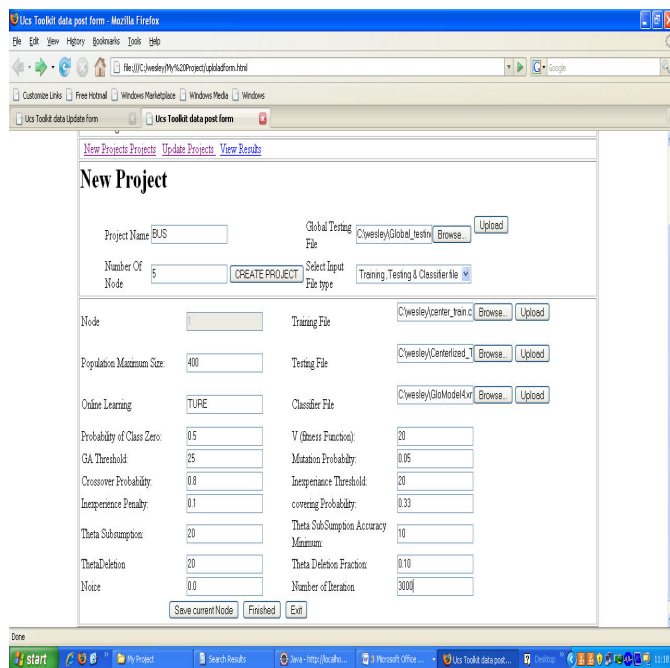 Ucs Toolkit data post form - Mozilla Firefox
File Edit View History Bookmarks Tools Help
file:///C:/wesley/My%20Project/uploladform.html
Google
Customize Links Free Hotmail Windows Marketplace Windows Media Windows
Ucs Toolkit data Update form Ucs Toolkit data post form
New Projects Projects Update Projects View Results
New Project
Project Name BUS Global Testing File C:\wesley\Global_testin Browse... Upload
Number Of Node 5 CREATE PROJECT Select Input File type Training ,Testing & Classifier file
Node 1 Training File C:\wesley\center_train.c Browse... Upload
Population Maximum Size: 400 Testing File C:\wesley\Centerlized_T Browse... Upload
Online Learning: TURE Classifier File C:\wesley\GloModel4.xr Browse... Upload
Probability of Class Zero: 0.5 V (fitness Function): 20
GA Threshold: 25 Mutation Probabilty: 0.05
Crossover Probability: 0.8 Inexperiance Threshold: 20
Inexperience Penalty: 0.1 covering Probability: 0.33
Theta Subsumption: 20 Theta SubSumption Accuracy Minimum: 10
ThetaDeletion 20 Theta Deletion Fraction: 0.10
Noice 0.0 Number of Iteration 3000
Save current Node Finished Exit
Done
start My Project Search Results Java - http://localho... 3 Microsoft Office ... Ucs Toolkit data post... Desktop 11:18